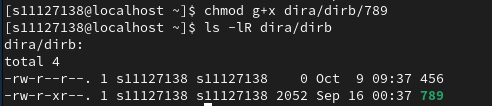 [s11127138@localhost ~]$ chmod g+x dira/dirb/789
[s11127138@localhost ~]$ ls -lR dira/dirb
dira/dirb:
total 4
-rw-r--r--. 1 s11127138 s11127138    0 Oct  9 09:37 456
-rw-r-xr--. 1 s11127138 s11127138 2052 Sep 16 00:37 789